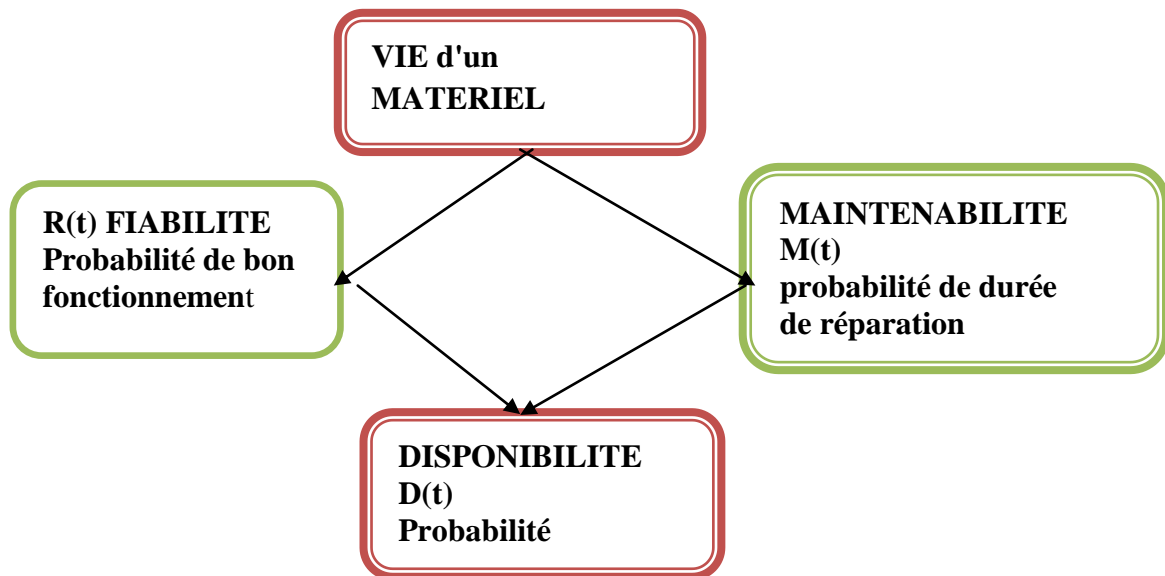 VIE d'un
MATERIEL
R(t) FIABILITE
Probabilité de bon
fonctionnement
MAINTENABILITE
M(t)
probabilité de durée
de réparation
DISPONIBILITE
D(t)
Probabilité